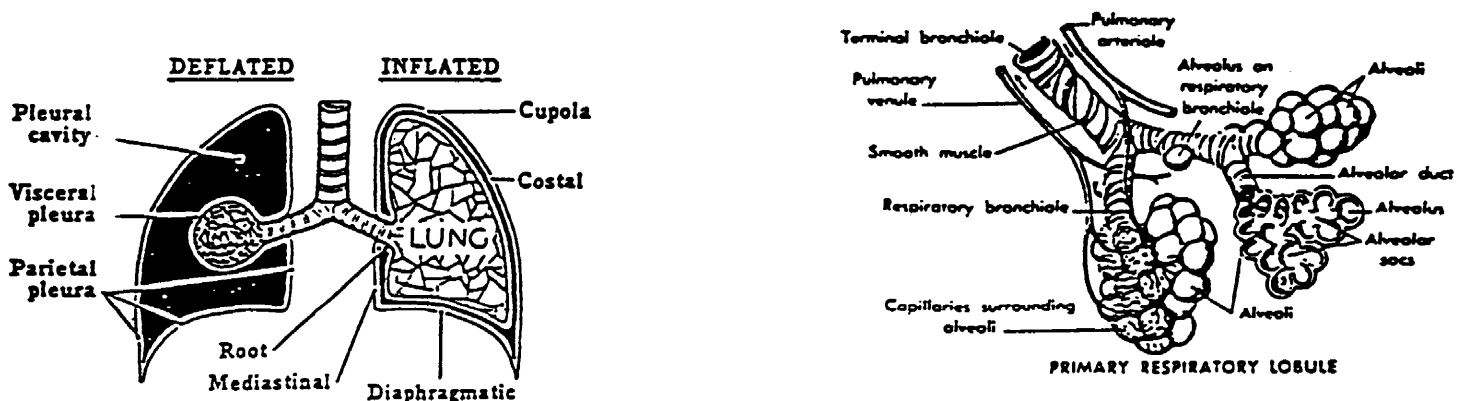 DEFLATED
INFLATED
Pleural
cavity
Visceral
pleura
Parietal
pleura
Root
Mediastinal
Diaphragmatic
Cupola
Costal
LUNG
Terminal bronchiole
Pulmonary
arteriole
Pulmonary
venule
Alveolus on
respiratory
bronchiole
Alveoli
Smooth muscle
Alveolar duct
Respiratory bronchiole
Alveolus
Alveolar
sacs
Capillaries surrounding
alveoli
Alveoli
PRIMARY RESPIRATORY LOBULE